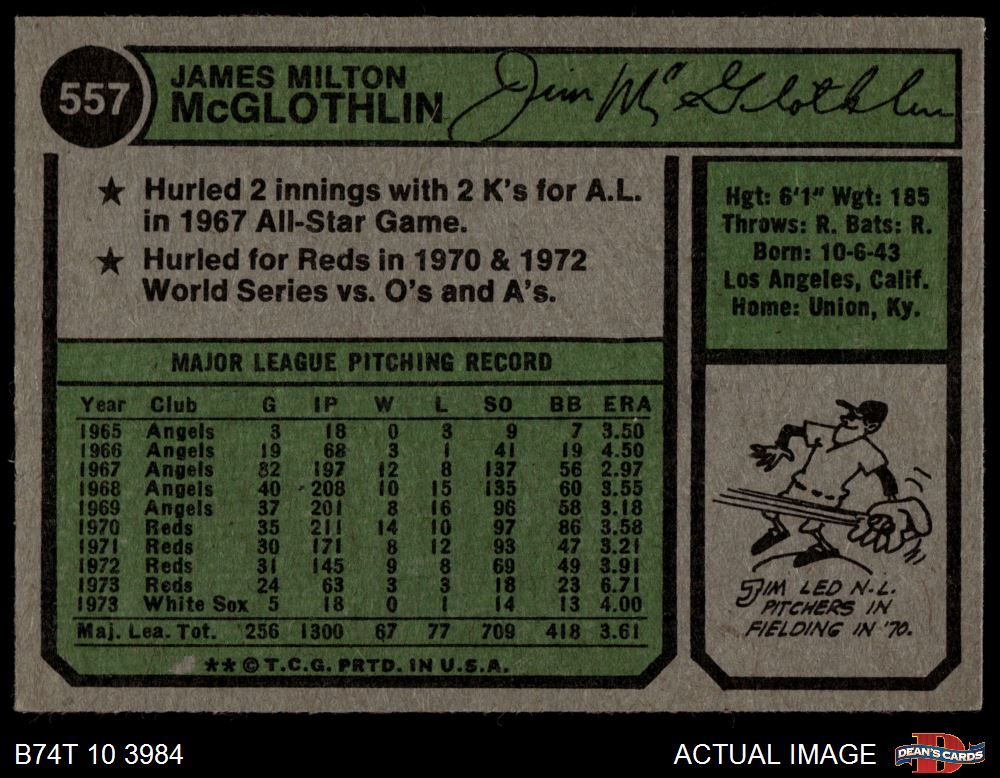 557
JAMES MILTON
McGLOTHLIN
Jim McGlothlin
★ Hurled 2 innings with 2 K's for A.L.
in 1967 All-Star Game.
★ Hurled for Reds in 1970 & 1972
World Series vs. O's and A's.
Hgt: 6'1" Wgt: 185
Throws: R. Bats: R.
Born: 10-6-43
Los Angeles, Calif.
Home: Union, Ky.
MAJOR LEAGUE PITCHING RECORD
Year Club G IP W L SO BB ERA
1965 Angels 3 18 0 3 9 7 3.50
1966 Angels 19 68 3 1 41 19 4.50
1967 Angels 32 197 12 8 137 56 2.97
1968 Angels 40 208 10 15 135 60 3.55
1969 Angels 37 201 8 16 96 58 3.18
1970 Reds 35 211 14 10 97 86 3.58
1971 Reds 30 171 8 12 93 47 3.21
1972 Reds 31 145 9 8 69 49 3.91
1973 Reds 24 63 3 3 18 23 6.71
1973 White Sox 5 18 0 1 14 13 4.00
Maj. Lea. Tot. 256 1300 67 77 709 418 3.61
** © T.C.G. PRTD. IN U.S.A.
JIM LED N.L.
PITCHERS IN
FIELDING IN '70.
B74T 10 3984
ACTUAL IMAGE
DEAN'S CARDS